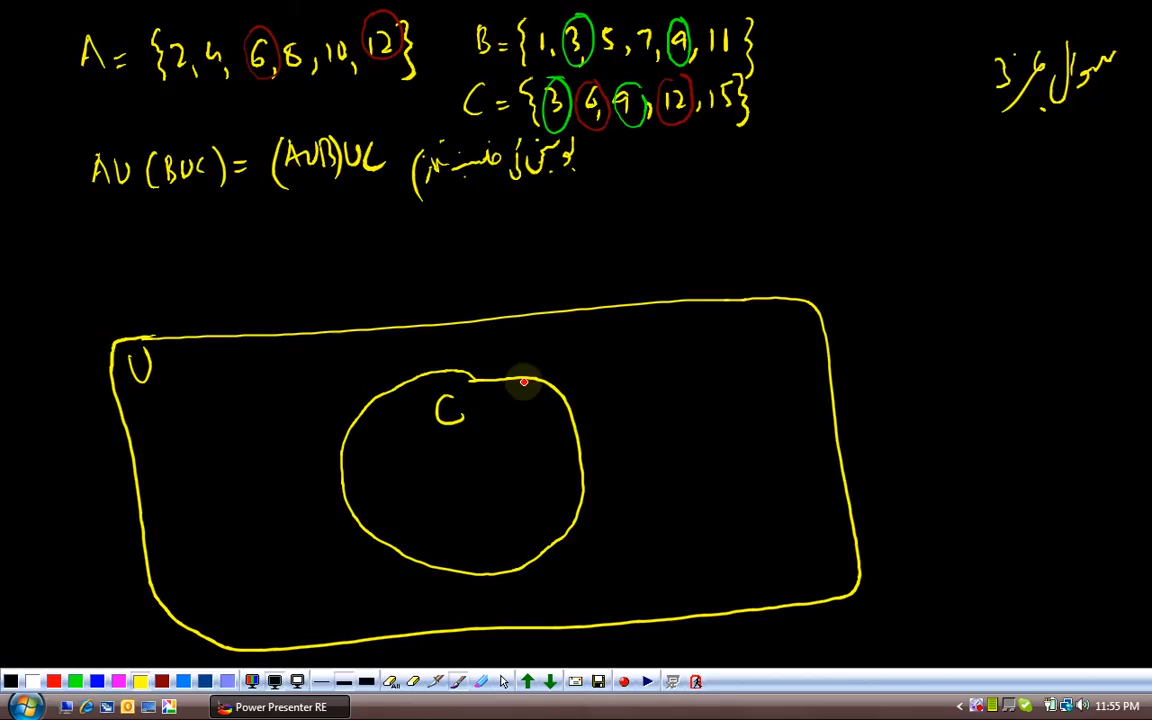 A = {2, 4, 6, 8, 10, 12}
B = {1, 3, 5, 7, 9, 11}
سوال نمبر 3
C = {3, 6, 9, 12, 15}
A∪(B∪C) = (A∪B)∪C (
U
C
Power Presenter RE
11:55 PM